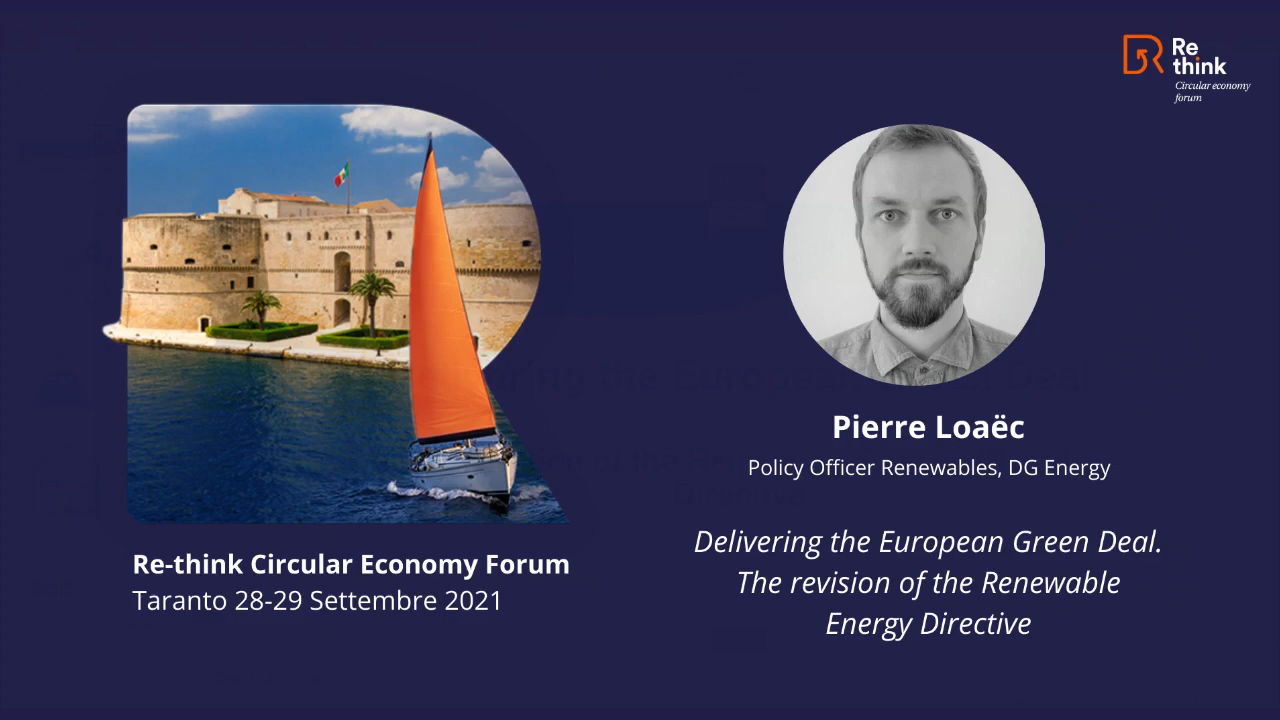 Re
think
Circular economy
forum
Pierre Loaëc
Policy Officer Renewables, DG Energy
Delivering the European Green Deal.
The revision of the Renewable
Energy Directive
Re-think Circular Economy Forum
Taranto 28-29 Settembre 2021